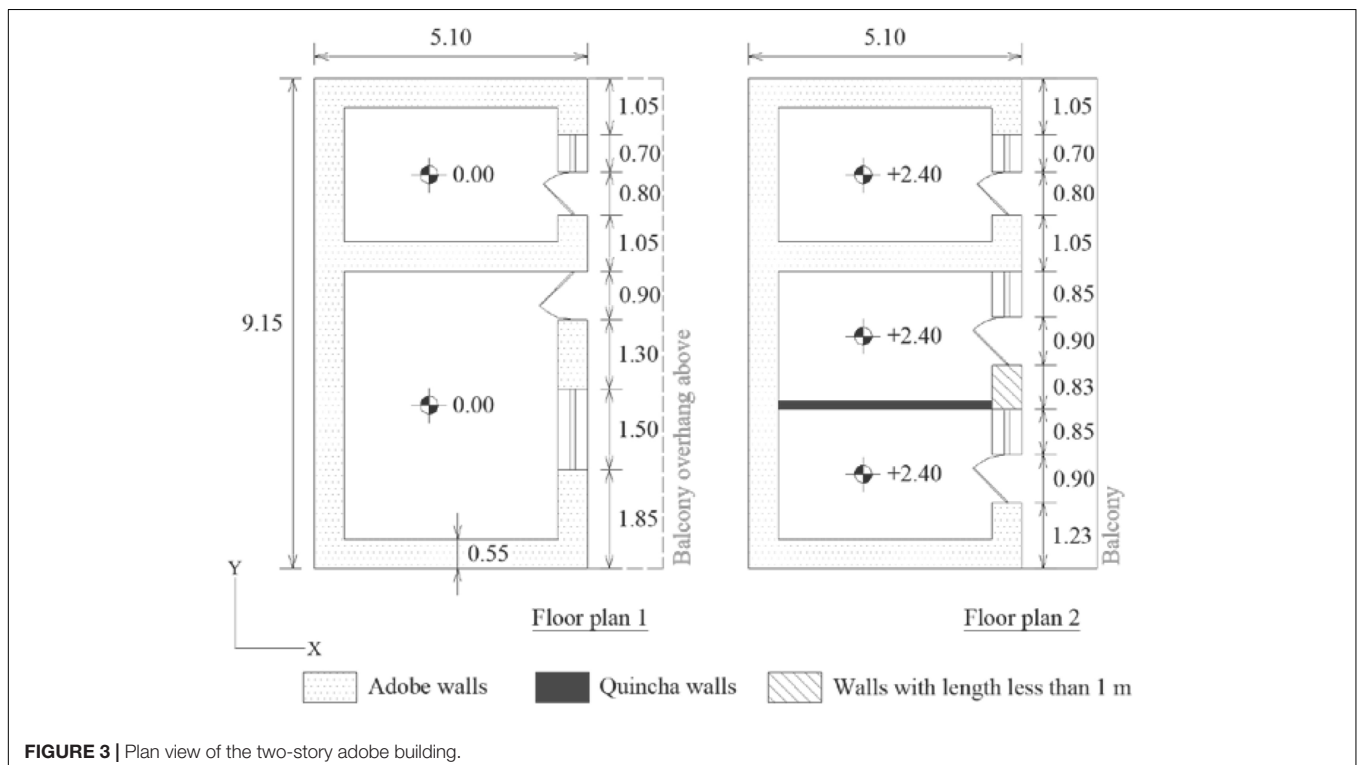 5.10
5.10
1.05
0.70
0.80
1.05
0.90
1.30
1.50
1.85
9.15
0.00
0.00
0.55
Balcony overhang above
Floor plan 1
1.05
0.70
0.80
1.05
0.85
0.90
0.83
0.85
0.90
1.23
+2.40
+2.40
+2.40
Balcony
Floor plan 2
Y
X
Adobe walls
Quincha walls
Walls with length less than 1 m
FIGURE 3 | Plan view of the two-story adobe building.